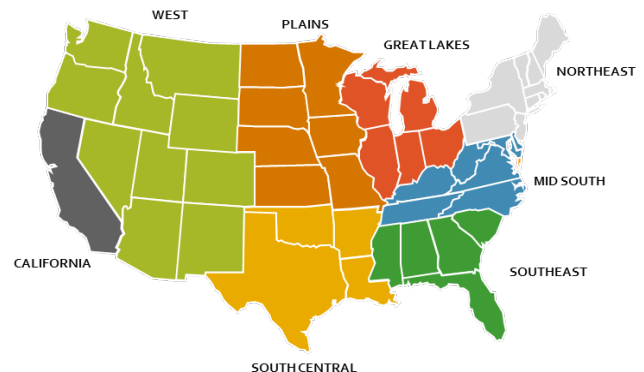 WEST
PLAINS
GREAT LAKES
NORTHEAST
MID SOUTH
CALIFORNIA
SOUTHEAST
SOUTH CENTRAL